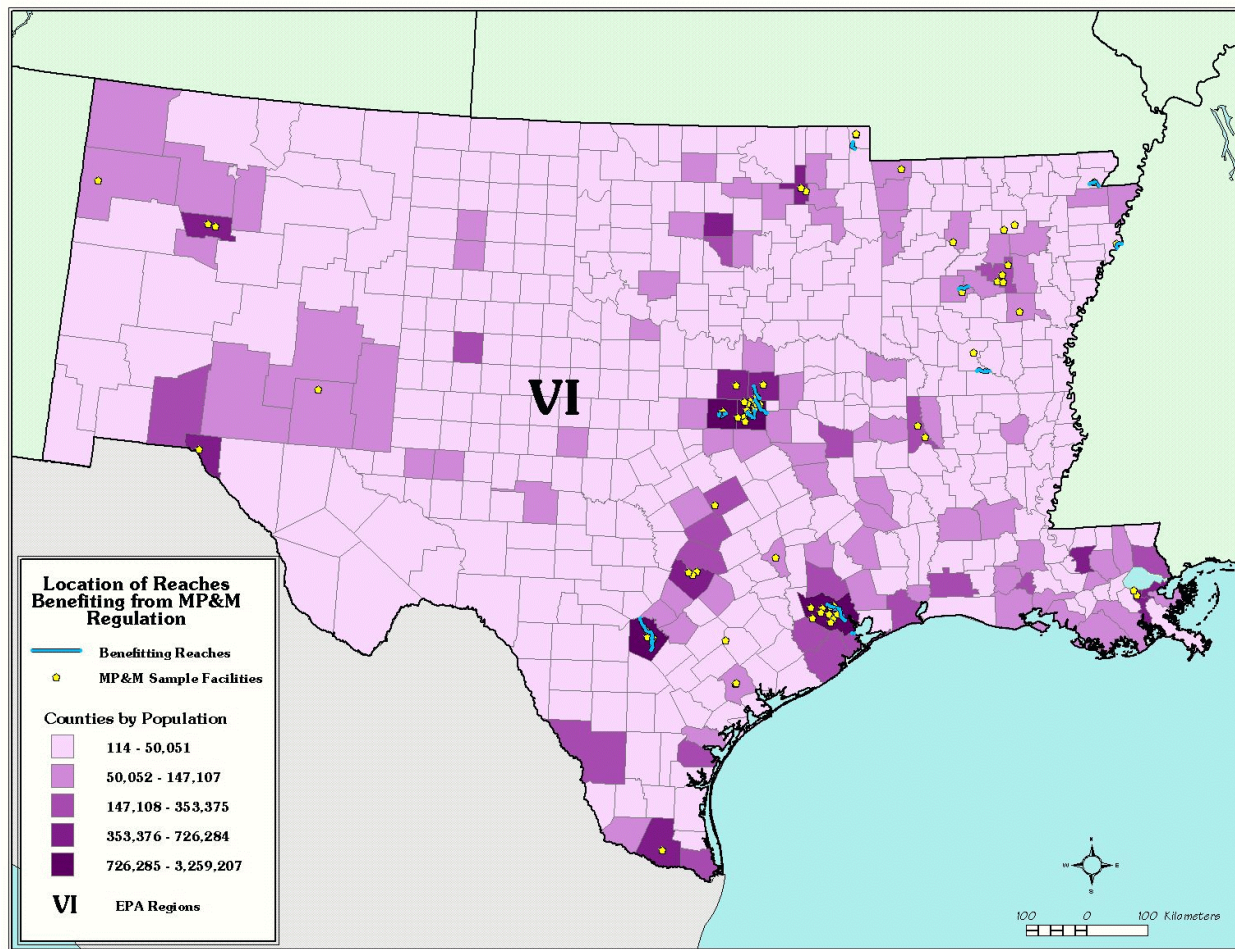 VI
Location of Reaches
Benefiting from MP&M
Regulation
Benefitting Reaches
MP&M Sample Facilities
Counties by Population
114 - 50,051
50,052 - 147,107
147,108 - 353,375
353,376 - 726,284
726,285 - 3,259,207
VI EPA Regions
N
W E
S
100 0 100 Kilometers